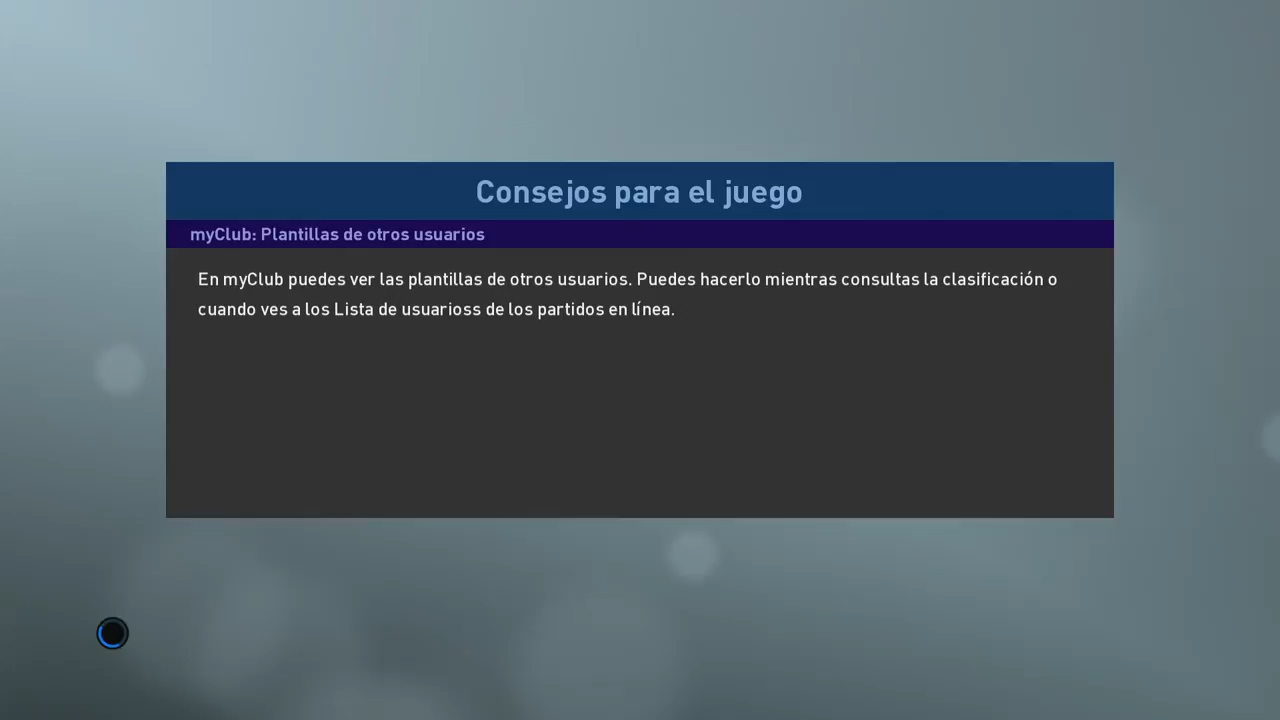 Consejos para el juego
myClub: Plantillas de otros usuarios
En myClub puedes ver las plantillas de otros usuarios. Puedes hacerlo mientras consultas la clasificación o
cuando ves a los Lista de usuarioss de los partidos en línea.